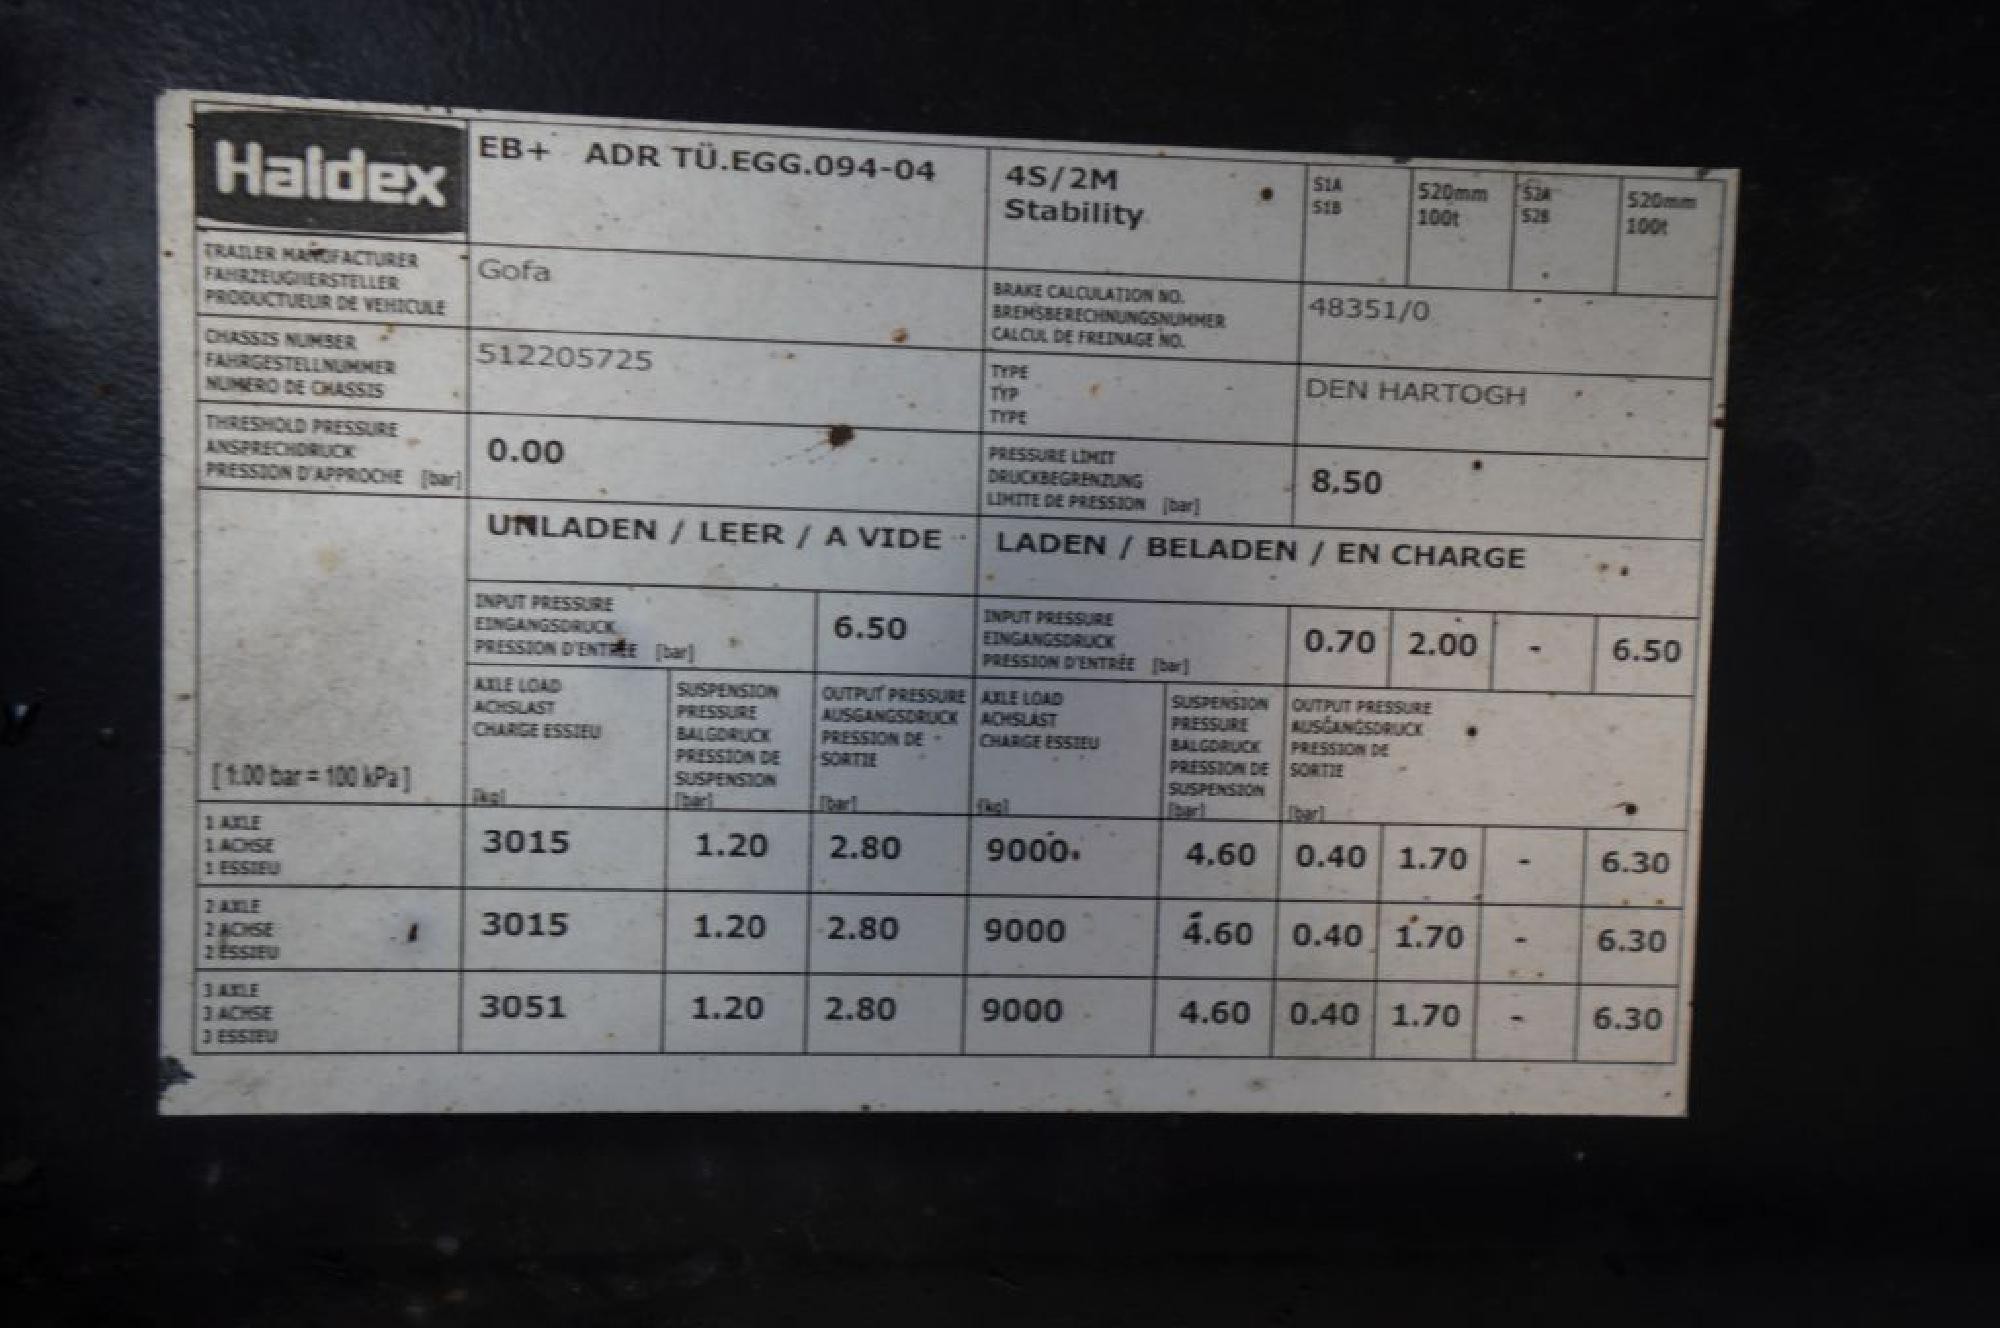 Haldex
EB+ ADR TÜ.EGG.094-04
4S/2M
Stability
S1A
S1B
520mm
100t
S2A
S2B
520mm
100t
TRAILER MANUFACTURER
FAHRZEUGHERSTELLER
PRODUCTUEUR DE VEHICULE
Gofa
BRAKE CALCULATION NO.
BREMSBERECHNUNGSNUMMER
CALCUL DE FREINAGE NO.
48351/0
CHASSIS NUMBER
FAHRGESTELLNUMMER
NUMERO DE CHASSIS
512205725
TYPE
TYP
TYPE
DEN HARTOGH
THRESHOLD PRESSURE
ANSPRECHDRUCK
PRESSION D'APPROCHE [bar]
0.00
PRESSURE LIMIT
DRUCKBEGRENZUNG
LIMITE DE PRESSION [bar]
8.50
UNLADEN / LEER / A VIDE
LADEN / BELADEN / EN CHARGE
INPUT PRESSURE
EINGANGSDRUCK
PRESSION D'ENTRÉE [bar]
6.50
INPUT PRESSURE
EINGANGSDRUCK
PRESSION D'ENTRÉE [bar]
0.70 2.00 - 6.50
[ 1.00 bar = 100 kPa ]
AXLE LOAD
ACHSLAST
CHARGE ESSIEU
[kg]
SUSPENSION
PRESSURE
BALGDRUCK
PRESSION DE
SUSPENSION
[bar]
OUTPUT PRESSURE
AUSGANGSDRUCK
PRESSION DE
SORTIE
[bar]
AXLE LOAD
ACHSLAST
CHARGE ESSIEU
[kg]
SUSPENSION
PRESSURE
BALGDRUCK
PRESSION DE
SUSPENSION
[bar]
OUTPUT PRESSURE
AUSGANGSDRUCK
PRESSION DE
SORTIE
[bar]
1 AXLE
1 ACHSE
1 ESSIEU
3015 1.20 2.80 9000 4.60 0.40 1.70 - 6.30
2 AXLE
2 ACHSE
2 ESSIEU
3015 1.20 2.80 9000 4.60 0.40 1.70 - 6.30
3 AXLE
3 ACHSE
3 ESSIEU
3051 1.20 2.80 9000 4.60 0.40 1.70 - 6.30